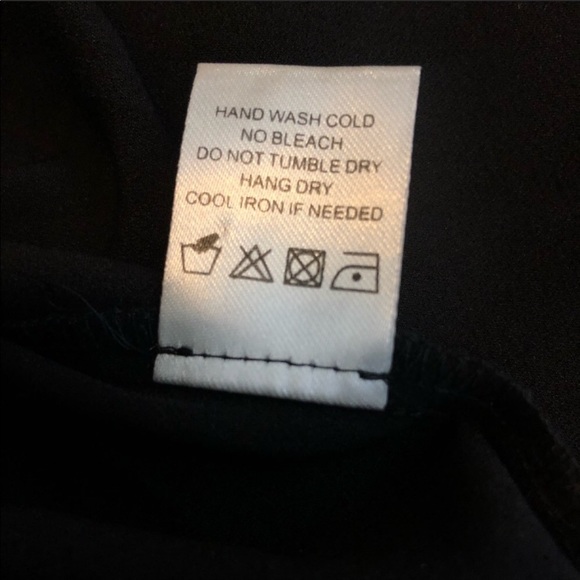 HAND WASH COLD
NO BLEACH
DO NOT TUMBLE DRY
HANG DRY
COOL IRON IF NEEDED